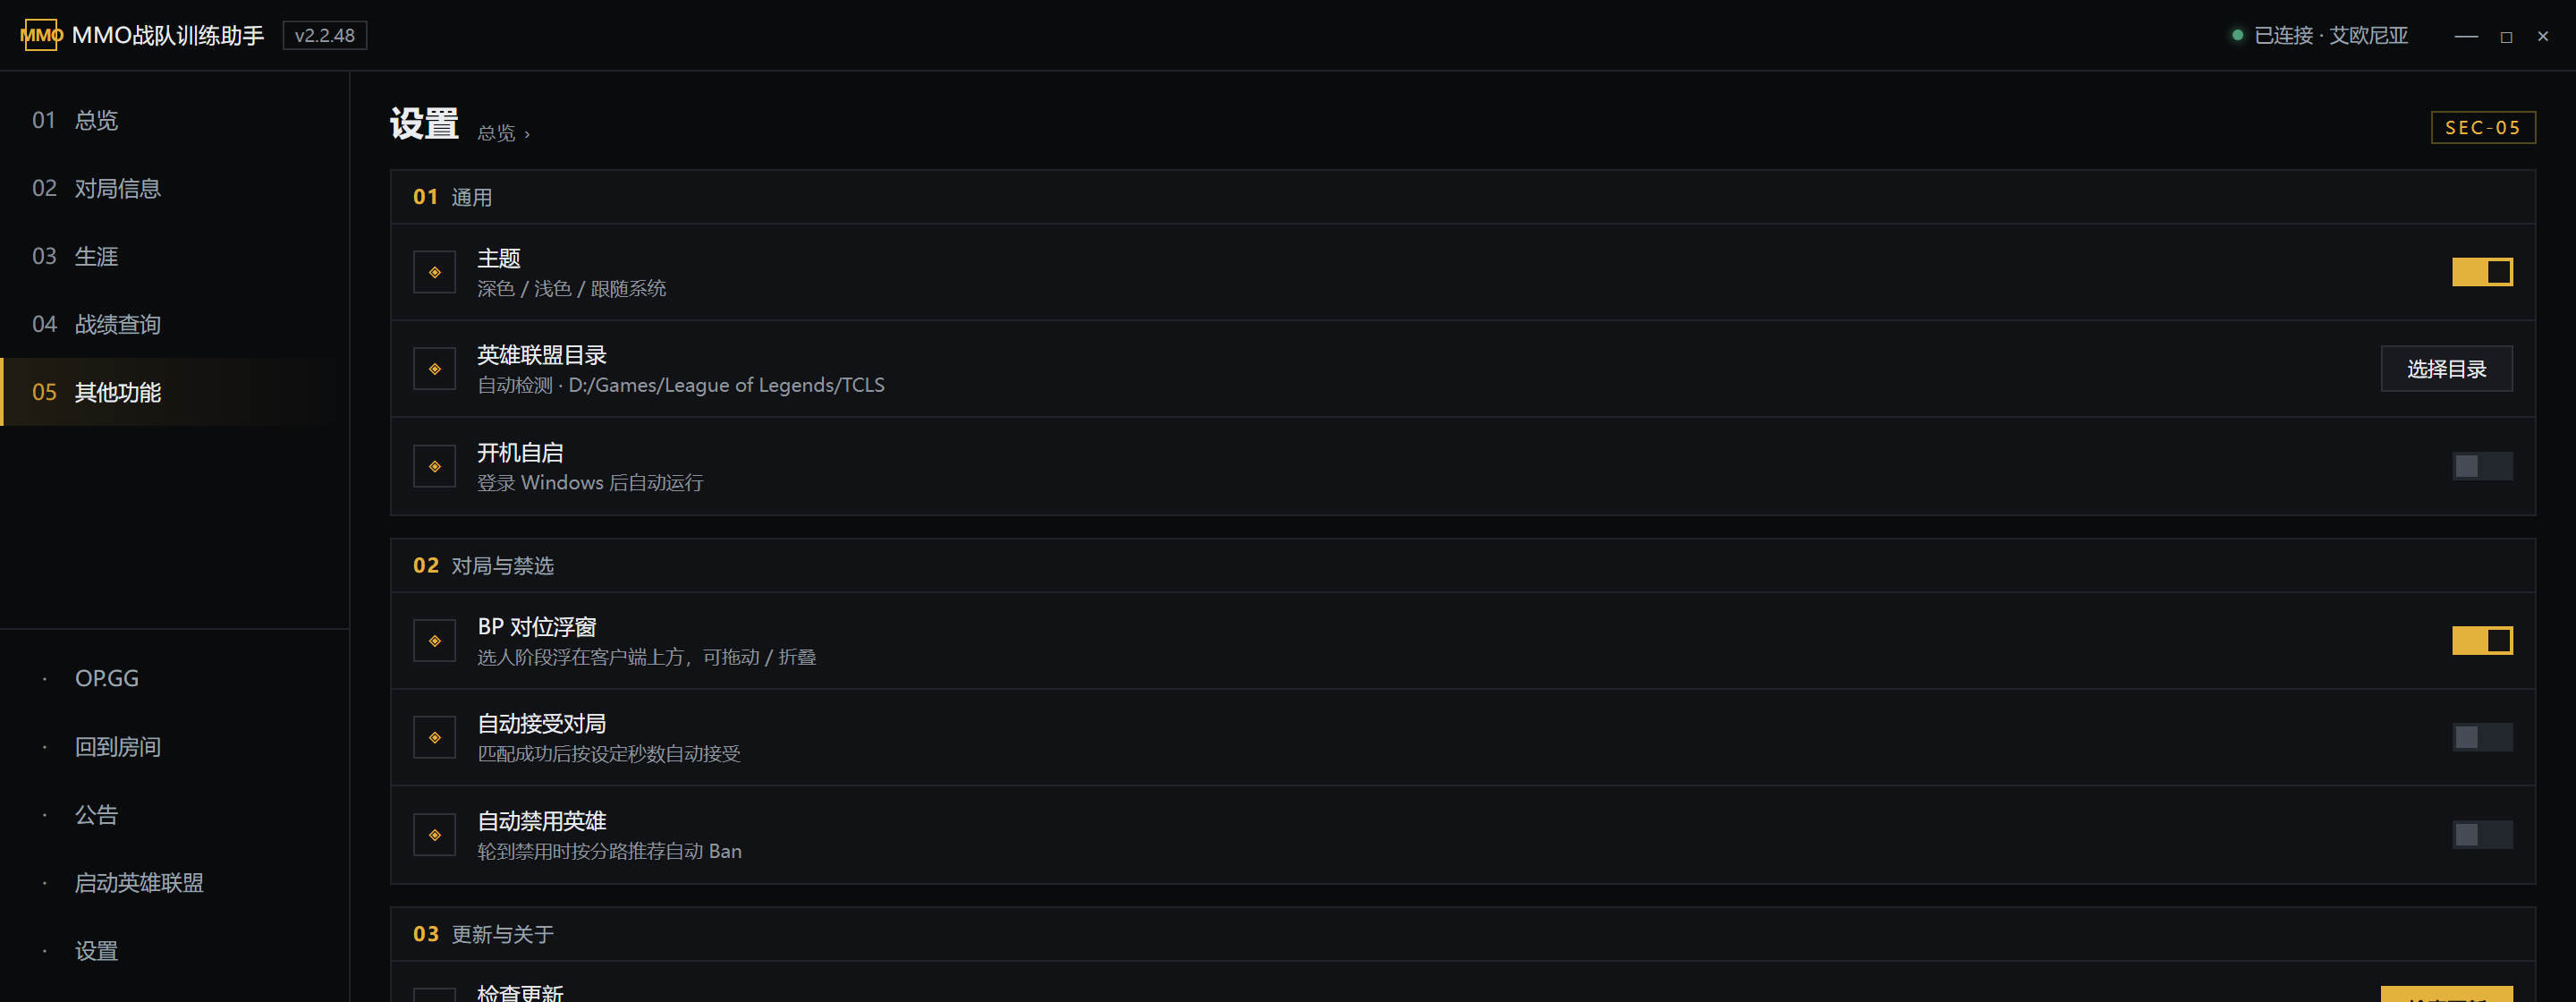 MMO MMO战队训练助手 v2.2.48
已连接 · 艾欧尼亚
01 总览
02 对局信息
03 生涯
04 战绩查询
05 其他功能
· OP.GG
· 回到房间
· 公告
· 启动英雄联盟
· 设置
设置 总览 ›
SEC-05
01 通用
主题
深色 / 浅色 / 跟随系统
英雄联盟目录
自动检测 · D:/Games/League of Legends/TCLS
选择目录
开机自启
登录 Windows 后自动运行
02 对局与禁选
BP 对位浮窗
选人阶段浮在客户端上方，可拖动 / 折叠
自动接受对局
匹配成功后按设定秒数自动接受
自动禁用英雄
轮到禁用时按分路推荐自动 Ban
03 更新与关于
检查更新